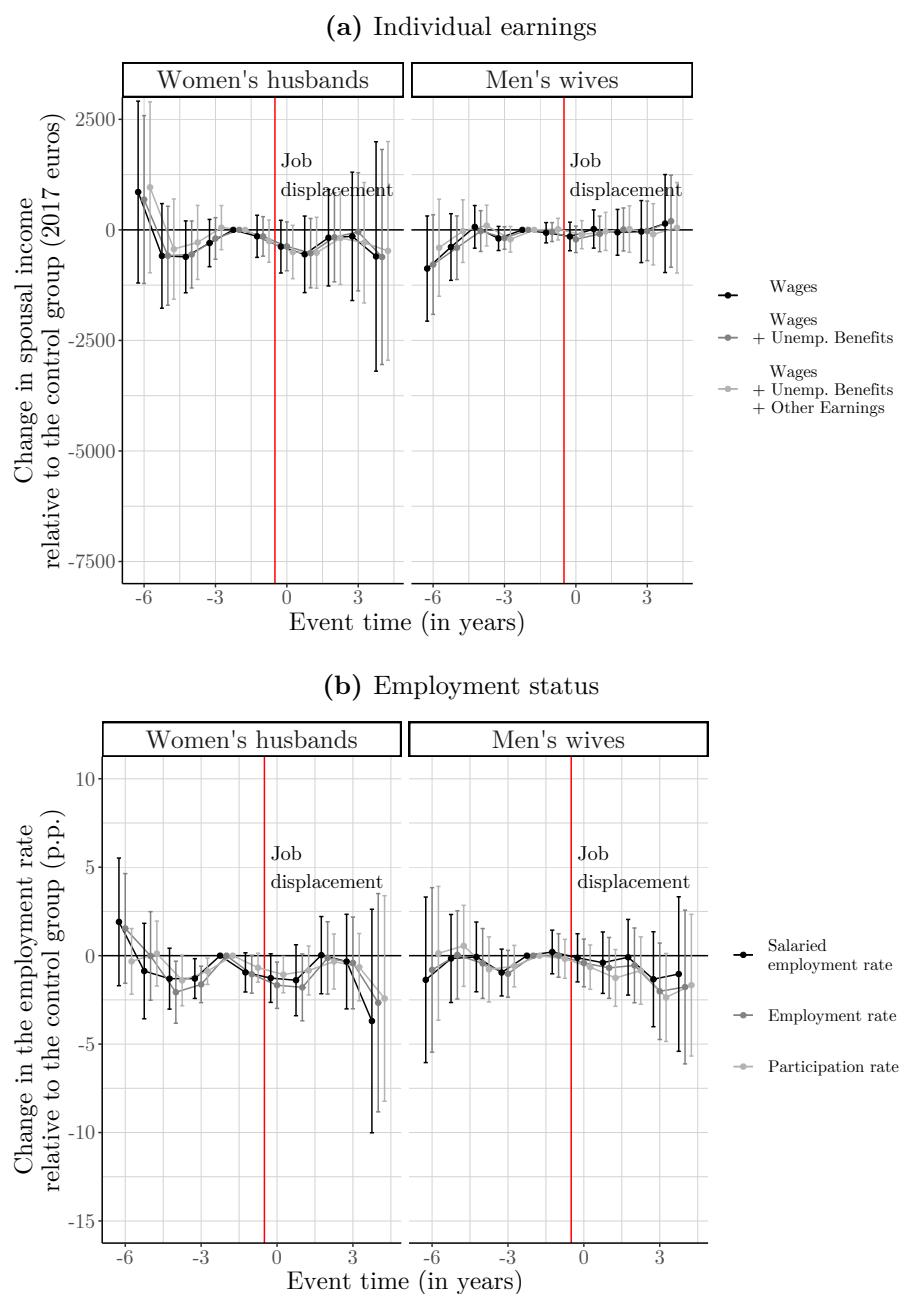 (a) Individual earnings
Women's husbands
Men's wives
Change in spousal income
relative to the control group (2017 euros)
2500
0
-2500
-5000
-7500
Job
displacement
Job
displacement
-6
-3
0
3
-6
-3
0
3
Event time (in years)
Wages
Wages
+ Unemp. Benefits
Wages
+ Unemp. Benefits
+ Other Earnings
(b) Employment status
Women's husbands
Men's wives
Change in the employment rate
relative to the control group (p.p.)
10
5
0
-5
-10
-15
Job
displacement
Job
displacement
-6
-3
0
3
-6
-3
0
3
Event time (in years)
Salaried
employment rate
Employment rate
Participation rate